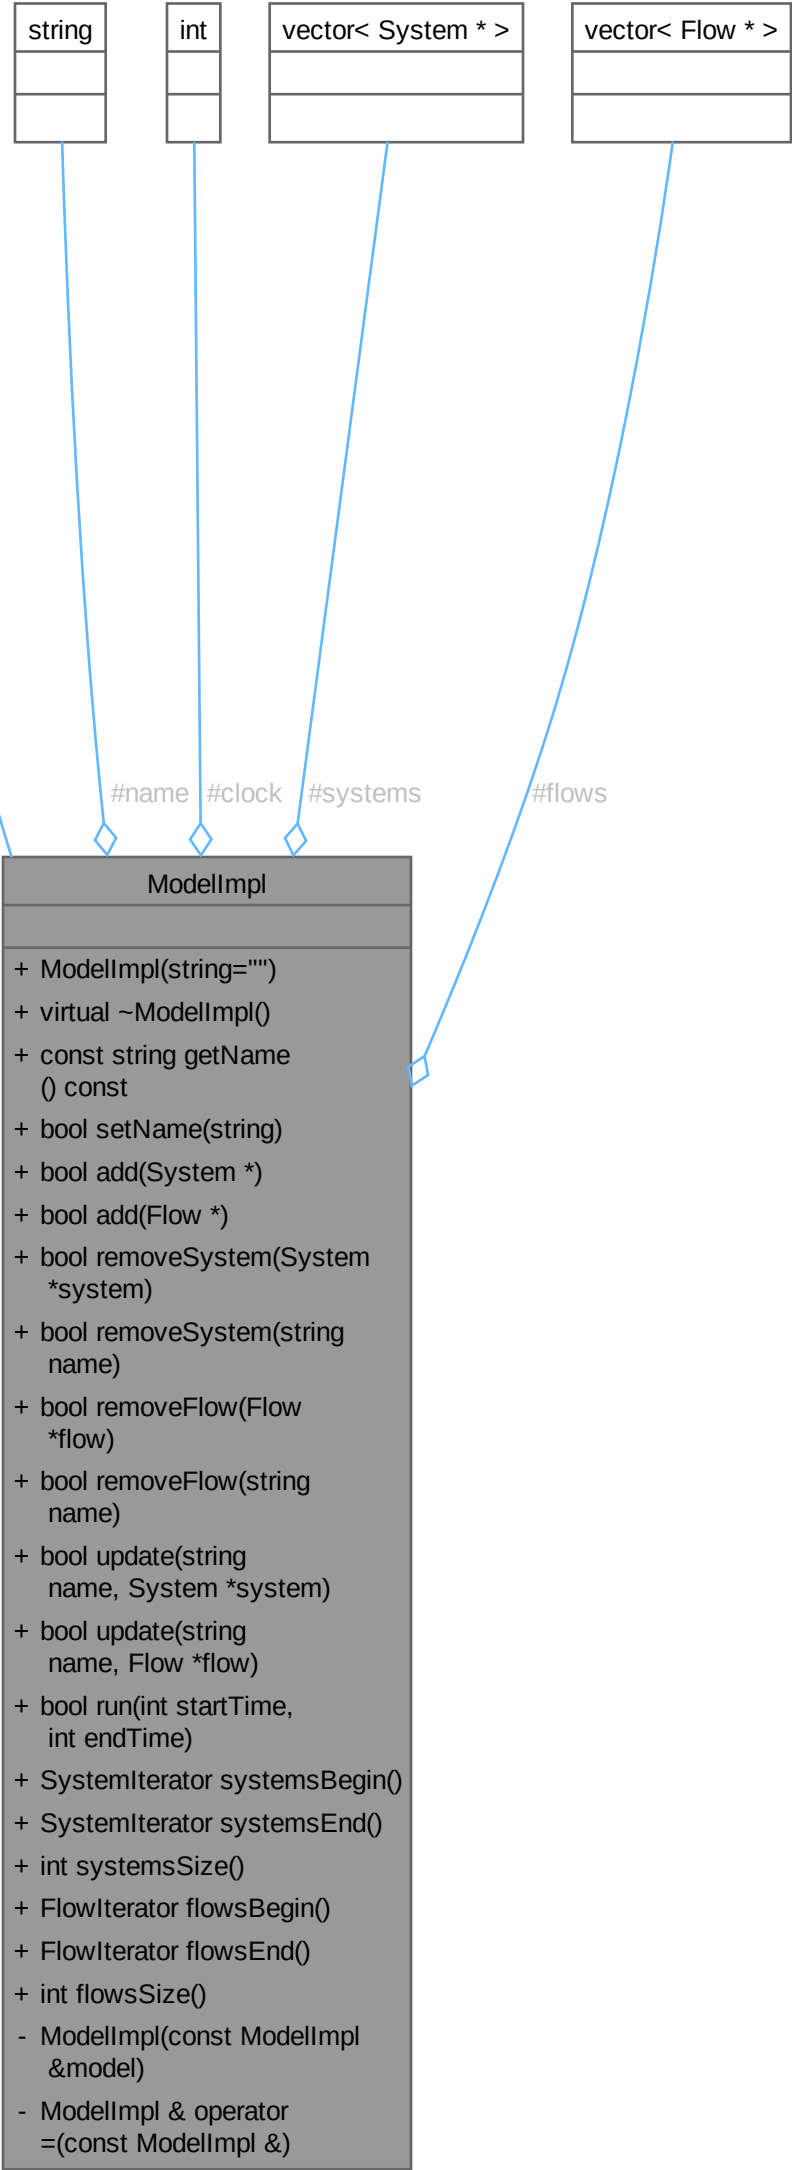 string
int
vector< System * >
vector< Flow * >
#name
#clock
#systems
#flows
ModelImpl
+ ModelImpl(string="")
+ virtual ~ModelImpl()
+ const string getName
() const
+ bool setName(string)
+ bool add(System *)
+ bool add(Flow *)
+ bool removeSystem(System
*system)
+ bool removeSystem(string
name)
+ bool removeFlow(Flow
*flow)
+ bool removeFlow(string
name)
+ bool update(string
name, System *system)
+ bool update(string
name, Flow *flow)
+ bool run(int startTime,
int endTime)
+ SystemIterator systemsBegin()
+ SystemIterator systemsEnd()
+ int systemsSize()
+ FlowIterator flowsBegin()
+ FlowIterator flowsEnd()
+ int flowsSize()
- ModelImpl(const ModelImpl
&model)
- ModelImpl & operator
=(const ModelImpl &)